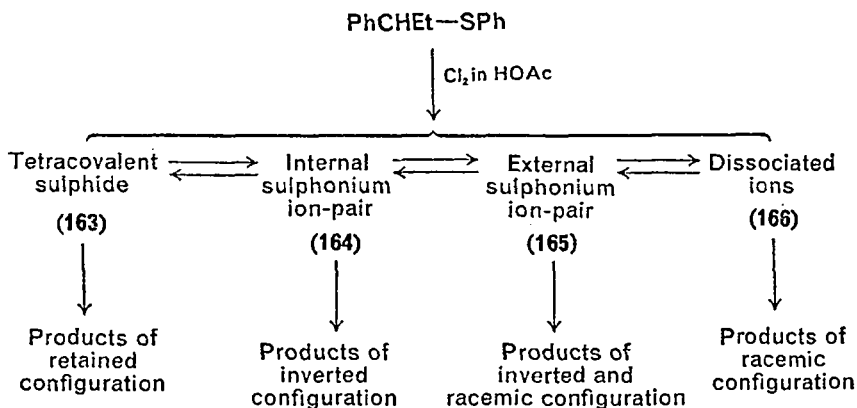 PhCHEt—SPh
Cl₂ in HOAc
Tetracovalent sulphide
(163)
Internal sulphonium ion-pair
(164)
External sulphonium ion-pair
(165)
Dissociated ions
(166)
Products of retained configuration
Products of inverted configuration
Products of inverted and racemic configuration
Products of racemic configuration